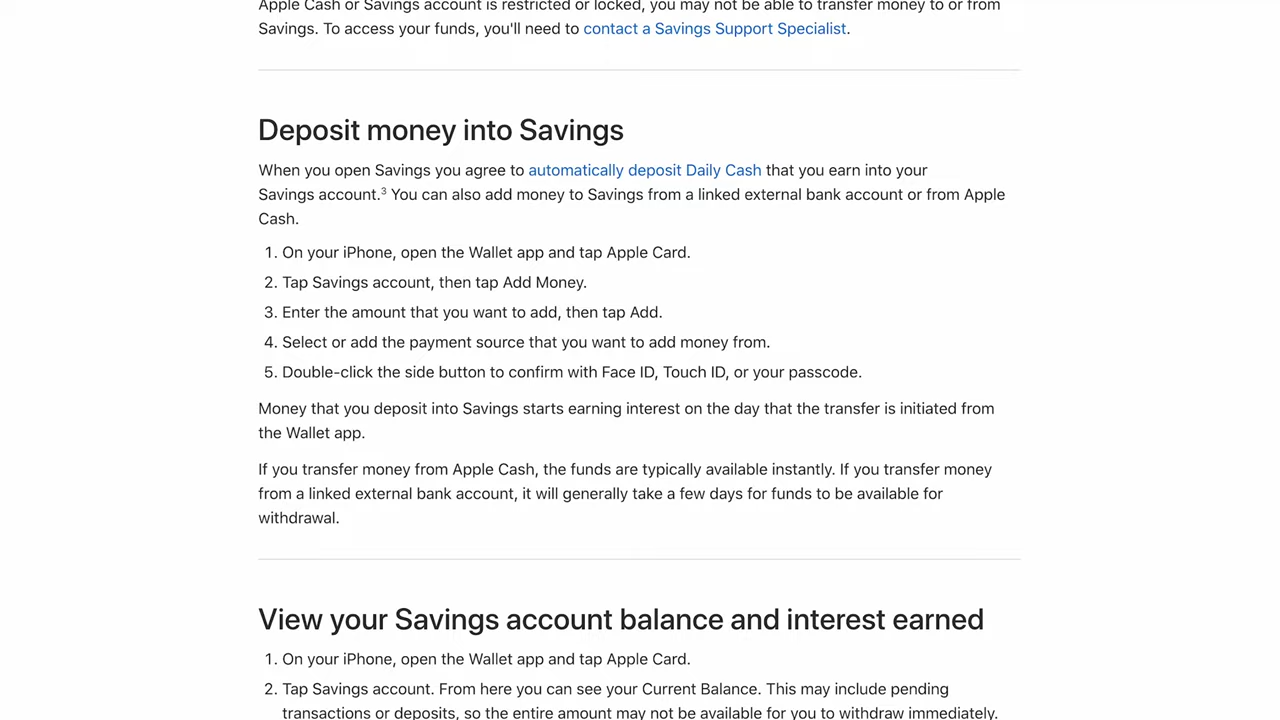 Apple Cash or Savings account is restricted or locked, you may not be able to transfer money to or from
Savings. To access your funds, you'll need to contact a Savings Support Specialist.
Deposit money into Savings
When you open Savings you agree to automatically deposit Daily Cash that you earn into your
Savings account.³ You can also add money to Savings from a linked external bank account or from Apple
Cash.
1. On your iPhone, open the Wallet app and tap Apple Card.
2. Tap Savings account, then tap Add Money.
3. Enter the amount that you want to add, then tap Add.
4. Select or add the payment source that you want to add money from.
5. Double-click the side button to confirm with Face ID, Touch ID, or your passcode.
Money that you deposit into Savings starts earning interest on the day that the transfer is initiated from
the Wallet app.
If you transfer money from Apple Cash, the funds are typically available instantly. If you transfer money
from a linked external bank account, it will generally take a few days for funds to be available for
withdrawal.
View your Savings account balance and interest earned
1. On your iPhone, open the Wallet app and tap Apple Card.
2. Tap Savings account. From here you can see your Current Balance. This may include pending
transactions or deposits, so the entire amount may not be available for you to withdraw immediately.